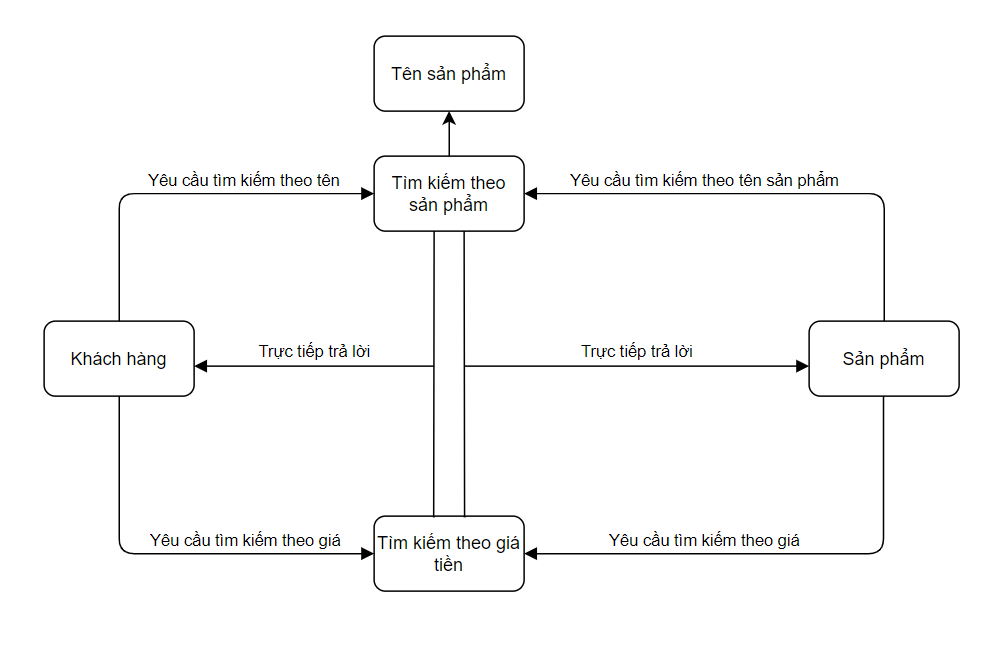 Tên sản phẩm
Yêu cầu tìm kiếm theo tên
Tìm kiếm theo
sản phẩm
Yêu cầu tìm kiếm theo tên sản phẩm
Khách hàng
Trực tiếp trả lời
Trực tiếp trả lời
Sản phẩm
Yêu cầu tìm kiếm theo giá
Tìm kiếm theo giá
tiền
Yêu cầu tìm kiếm theo giá